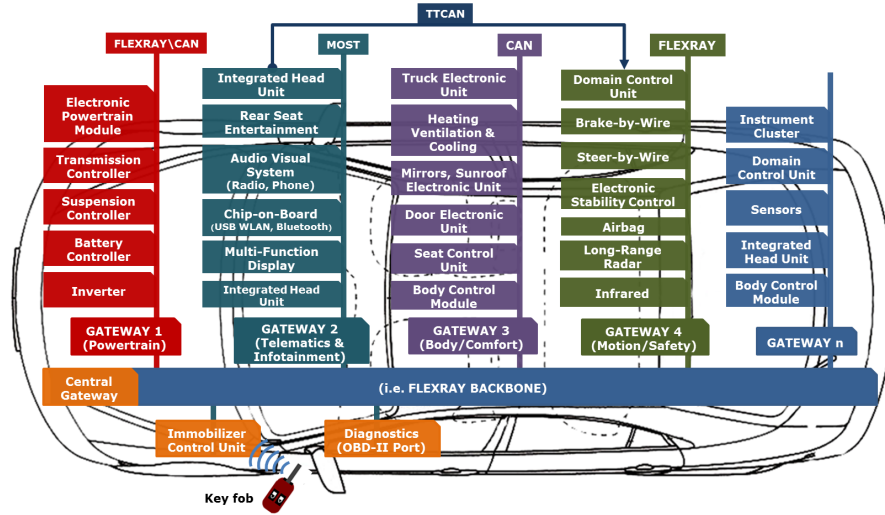 TTCAN
FLEXRAY\CAN
MOST
CAN
FLEXRAY
Electronic
Powertrain
Module
Transmission
Controller
Suspension
Controller
Battery
Controller
Inverter
GATEWAY 1
(Powertrain)
Integrated Head
Unit
Rear Seat
Entertainment
Audio Visual
System
(Radio, Phone)
Chip-on-Board
(USB WLAN, Bluetooth)
Multi-Function
Display
Integrated Head
Unit
GATEWAY 2
(Telematics &
Infotainment)
Truck Electronic
Unit
Heating
Ventilation &
Cooling
Mirrors, Sunroof
Electronic Unit
Door Electronic
Unit
Seat Control
Unit
Body Control
Module
GATEWAY 3
(Body/Comfort)
Domain Control
Unit
Brake-by-Wire
Steer-by-Wire
Electronic
Stability Control
Airbag
Long-Range
Radar
Infrared
GATEWAY 4
(Motion/Safety)
Instrument
Cluster
Domain
Control Unit
Sensors
Integrated
Head Unit
Body Control
Module
GATEWAY n
Central
Gateway
(i.e. FLEXRAY BACKBONE)
Immobilizer
Control Unit
Diagnostics
(OBD-II Port)
Key fob